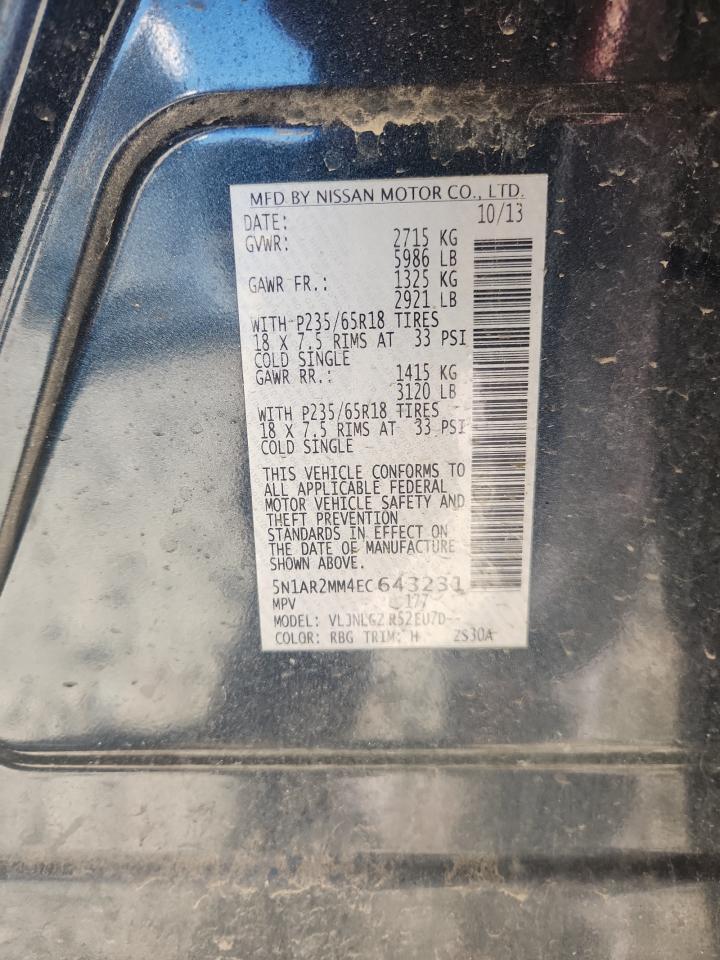 MFD BY NISSAN MOTOR CO., LTD.
DATE: 10/13
GVWR: 2715 KG
5986 LB
GAWR FR.: 1325 KG
2921 LB
WITH P235/65R18 TIRES
18 X 7.5 RIMS AT 33 PSI
COLD SINGLE
GAWR RR.: 1415 KG
3120 LB
WITH P235/65R18 TIRES
18 X 7.5 RIMS AT 33 PSI
COLD SINGLE
THIS VEHICLE CONFORMS TO
ALL APPLICABLE FEDERAL
MOTOR VEHICLE SAFETY AND
THEFT PREVENTION
STANDARDS IN EFFECT ON
THE DATE OF MANUFACTURE
SHOWN ABOVE.
5N1AR2MM4EC643231
MPV
MODEL:
COLOR: RBG TRIM: H ZS30A